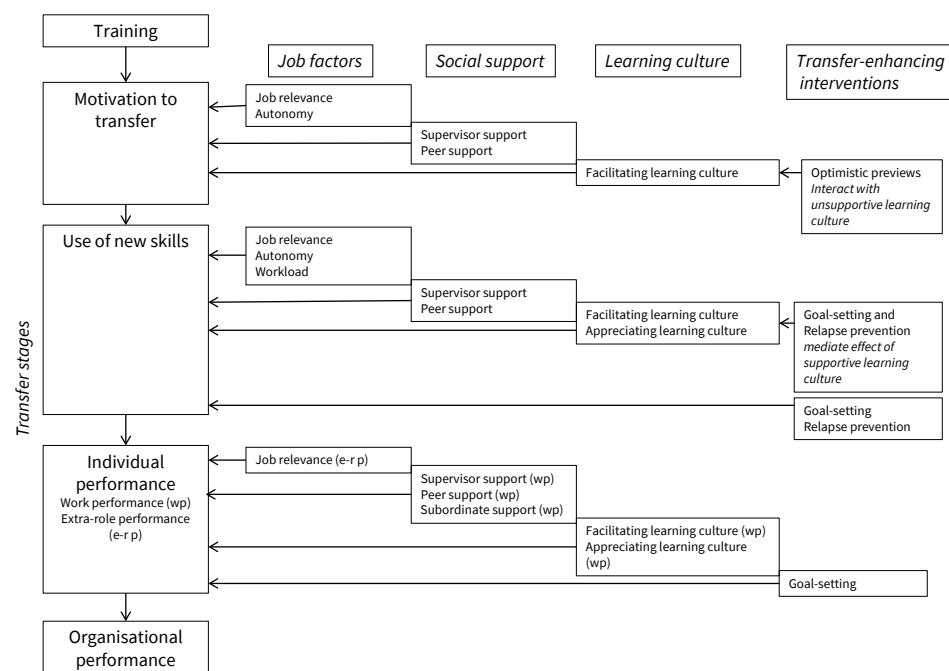 Training
Job factors
Social support
Learning culture
Transfer-enhancing
interventions
Motivation to
transfer
Job relevance
Autonomy
Supervisor support
Peer support
Facilitating learning culture
Optimistic previews
Interact with
unsupportive learning
culture
Transfer stages
Use of new skills
Job relevance
Autonomy
Workload
Supervisor support
Peer support
Facilitating learning culture
Appreciating learning culture
Goal-setting and
Relapse prevention
mediate effect of
supportive learning
culture
Goal-setting
Relapse prevention
Individual
performance
Work performance (wp)
Extra-role performance
(e-r p)
Job relevance (e-r p)
Supervisor support (wp)
Peer support (wp)
Subordinate support (wp)
Facilitating learning culture (wp)
Appreciating learning culture
(wp)
Goal-setting
Organisational
performance